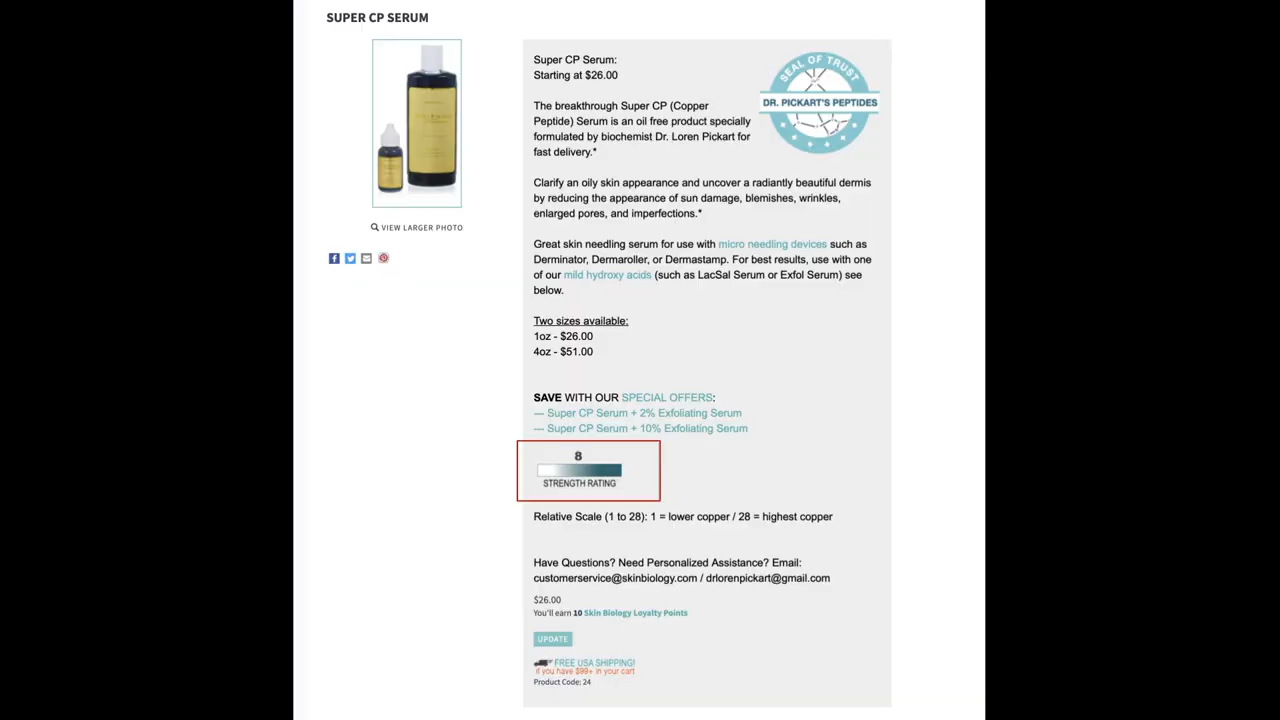 SUPER CP SERUM
VIEW LARGER PHOTO
Super CP Serum:
Starting at $26.00
SEAL OF TRUST
DR. PICKART'S PEPTIDES
The breakthrough Super CP (Copper
Peptide) Serum is an oil free product specially
formulated by biochemist Dr. Loren Pickart for
fast delivery.*
Clarify an oily skin appearance and uncover a radiantly beautiful dermis
by reducing the appearance of sun damage, blemishes, wrinkles,
enlarged pores, and imperfections.*
Great skin needling serum for use with micro needling devices such as
Derminator, Dermaroller, or Dermastamp. For best results, use with one
of our mild hydroxy acids (such as LacSal Serum or Exfol Serum) see
below.
Two sizes available:
1oz - $26.00
4oz - $51.00
SAVE WITH OUR SPECIAL OFFERS:
--- Super CP Serum + 2% Exfoliating Serum
--- Super CP Serum + 10% Exfoliating Serum
8
STRENGTH RATING
Relative Scale (1 to 28): 1 = lower copper / 28 = highest copper
Have Questions? Need Personalized Assistance? Email:
customerservice@skinbiology.com / drlorenpickart@gmail.com
$26.00
You'll earn 10 Skin Biology Loyalty Points
UPDATE
FREE USA SHIPPING!
if you have $99+ in your cart
Product Code: 24